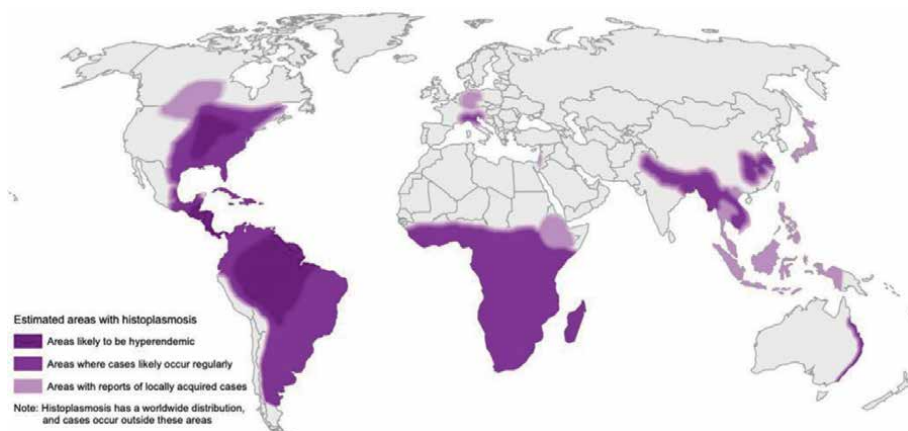 Estimated areas with histoplasmosis
Areas likely to be hyperendemic
Areas where cases likely occur regularly
Areas with reports of locally acquired cases
Note: Histoplasmosis has a worldwide distribution,
and cases occur outside these areas